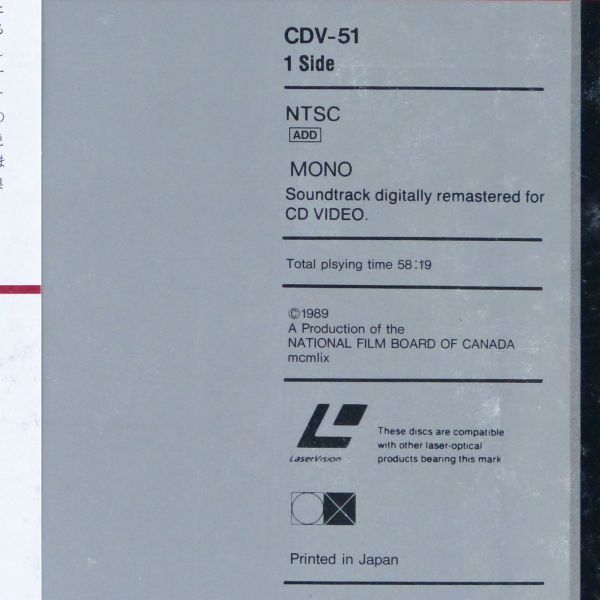 CDV-51
1 Side
NTSC
ADD
MONO
Soundtrack digitally remastered for
CD VIDEO.
Total plsying time 58:19
©1989
A Production of the
NATIONAL FILM BOARD OF CANADA
mcmlix
LaserVision
These discs are compatible
with other laser-optical
products bearing this mark
Printed in Japan